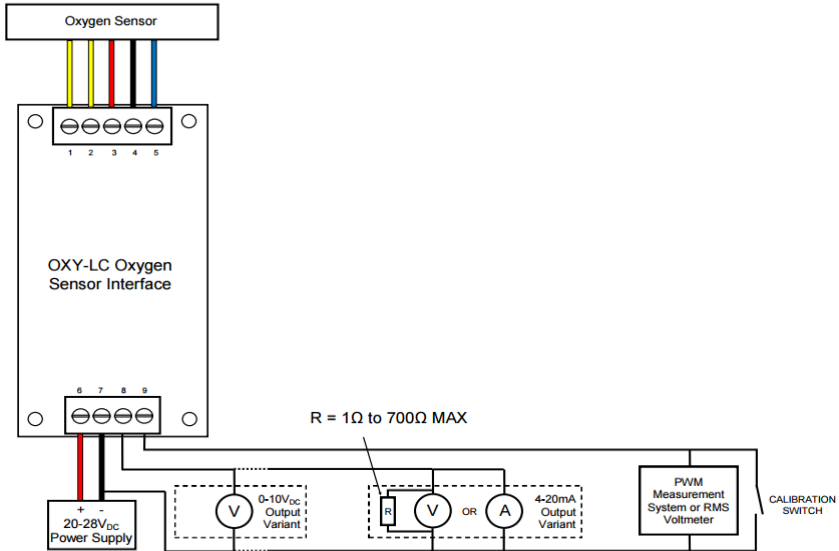 Oxygen Sensor
1 2 3 4 5
OXY-LC Oxygen
Sensor Interface
6 7 8 9
R = 1Ω to 700Ω MAX
+ -
20-28VDC
Power Supply
V
0-10VDC
Output
Variant
R
V
OR
A
4-20mA
Output
Variant
PWM
Measurement
System or RMS
Voltmeter
CALIBRATION
SWITCH